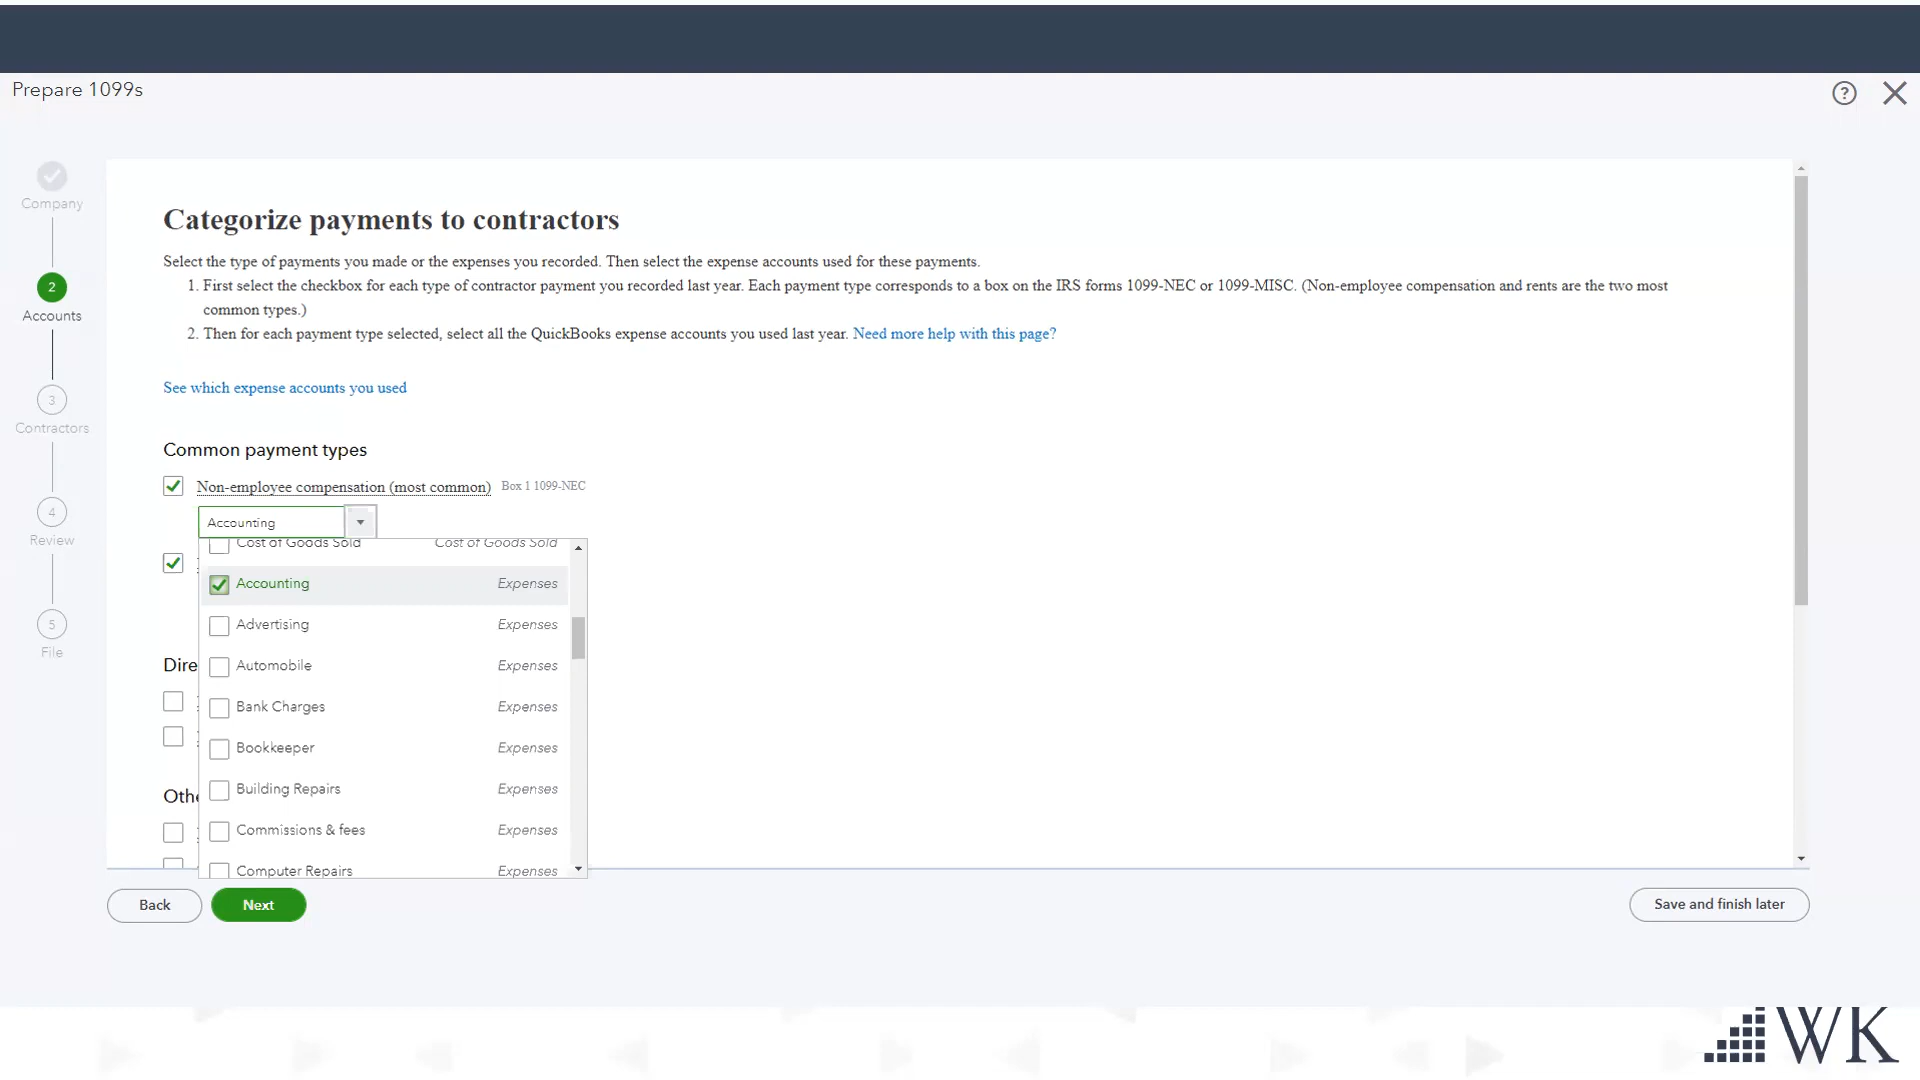 Prepare 1099s
?
Company
2
Accounts
3
Contractors
4
Review
5
File
Categorize payments to contractors
Select the type of payments you made or the expenses you recorded. Then select the expense accounts used for these payments.
1. First select the checkbox for each type of contractor payment you recorded last year. Each payment type corresponds to a box on the IRS forms 1099-NEC or 1099-MISC. (Non-employee compensation and rents are the two most
common types.)
2. Then for each payment type selected, select all the QuickBooks expense accounts you used last year. Need more help with this page?
See which expense accounts you used
Common payment types
Non-employee compensation (most common) Box 1 1099-NEC
Accounting
Cost of Goods Sold Cost of Goods Sold
Accounting Expenses
Advertising Expenses
Dire
Automobile Expenses
Bank Charges Expenses
Bookkeeper Expenses
Othe
Building Repairs Expenses
Commissions & fees Expenses
Computer Repairs Expenses
Back
Next
Save and finish later
WK